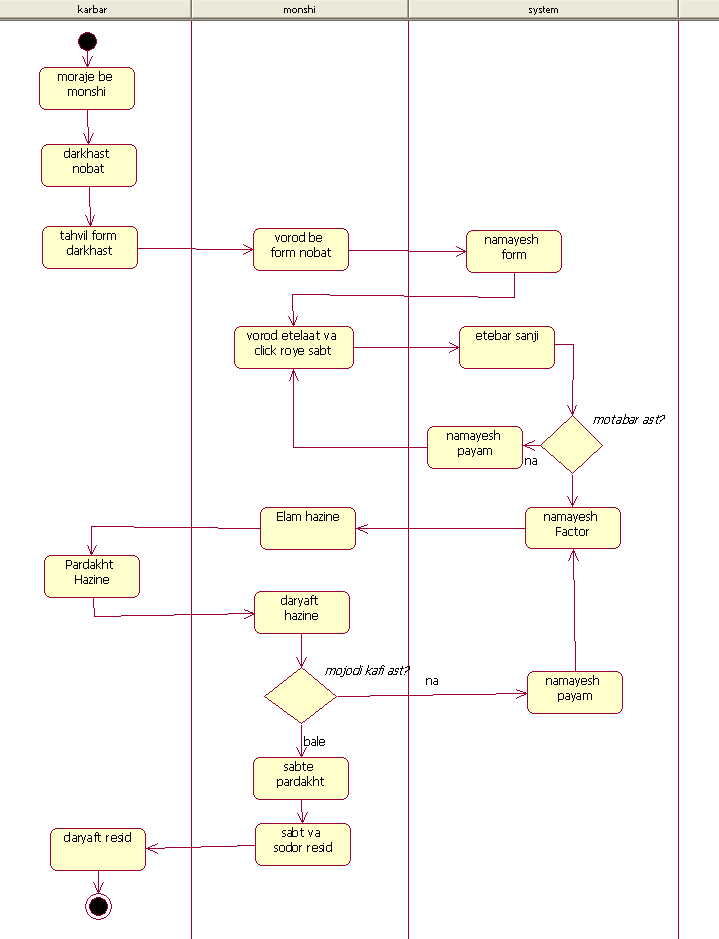 karbar
monshi
system
moraje be
monshi
darkhast
nobat
tahvil form
darkhast
vorod be
form nobat
namayesh
form
vorod etelaat va
click roye sabt
etebar sanji
motabar ast?
namayesh
payam
na
namayesh
Factor
Elam hazine
Pardakht
Hazine
daryaft
hazine
mojodi kafi ast?
na
namayesh
payam
bale
sabte
pardakht
sabt va
sodor resid
daryaft resid